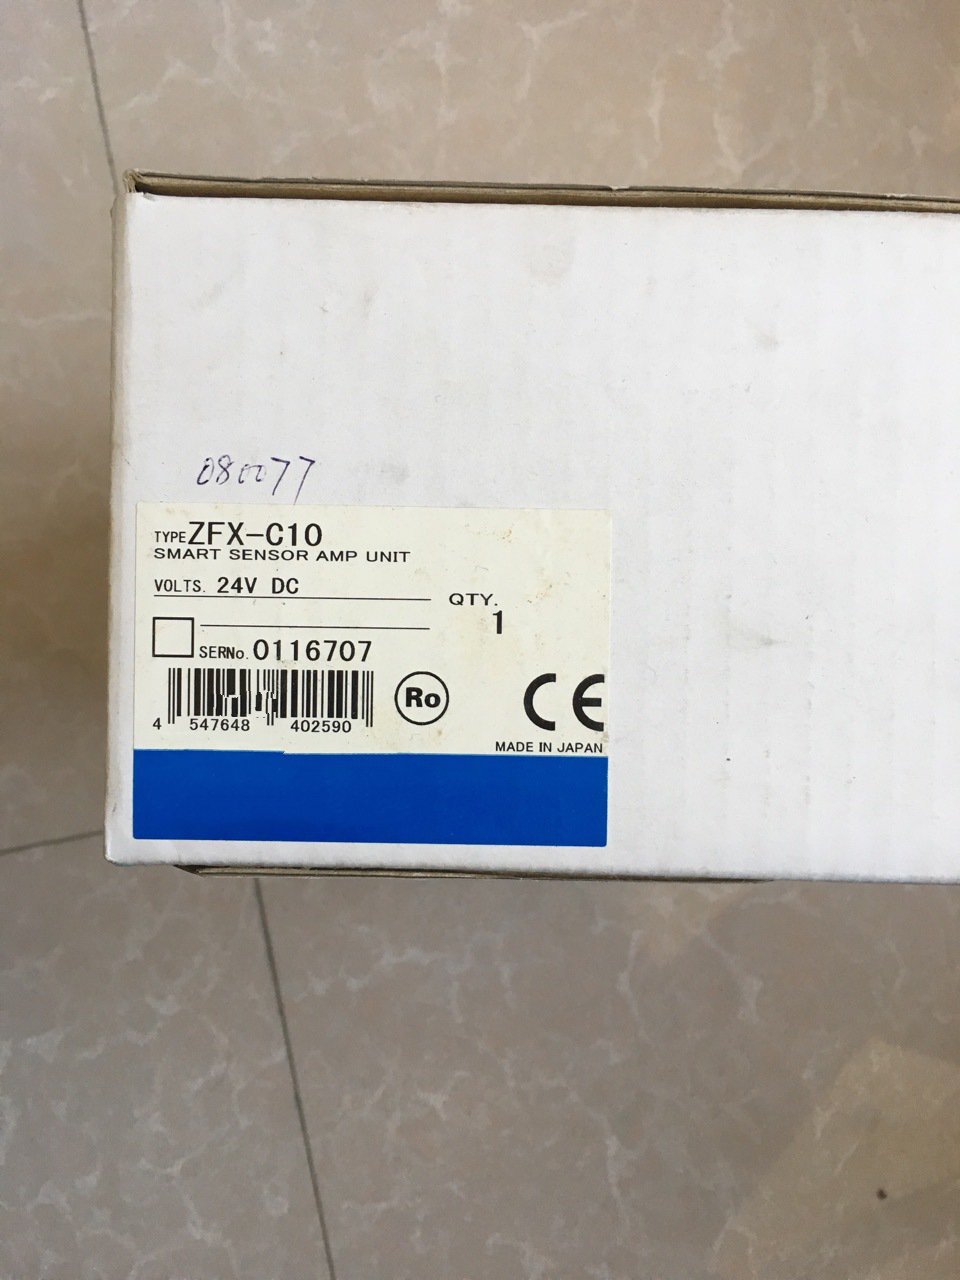 080077
TYPE ZFX-C10
SMART SENSOR AMP UNIT
VOLTS. 24V DC
QTY.
1
SERNo. 0116707
4 547648 402590
Ro
CE
MADE IN JAPAN